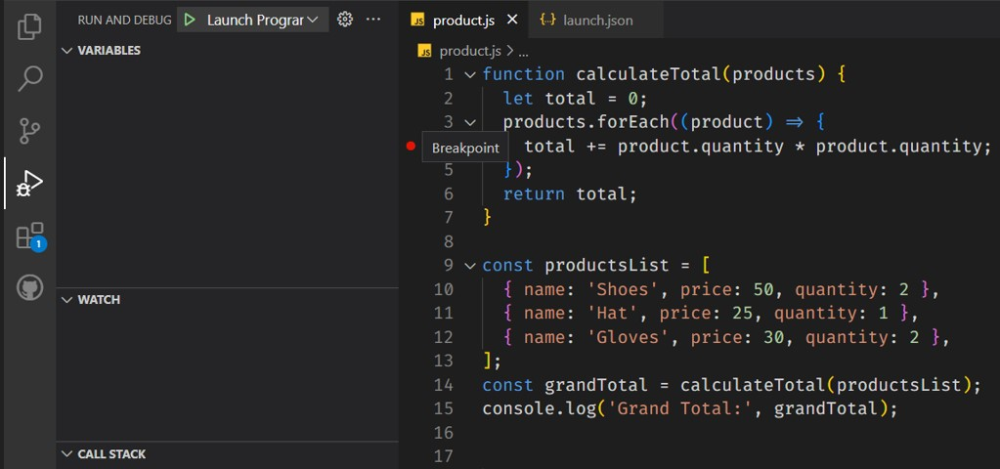 RUN AND DEBUG Launch Progran
VARIABLES
WATCH
CALL STACK
1
JS product.js × {..} launch.json
JS product.js > ...
1 function calculateTotal(products) {
2 let total = 0;
3 products.forEach((product) => {
Breakpoint total += product.quantity * product.quantity;
5 });
6 return total;
7 }
8
9 const productsList = [
10 { name: 'Shoes', price: 50, quantity: 2 },
11 { name: 'Hat', price: 25, quantity: 1 },
12 { name: 'Gloves', price: 30, quantity: 2 },
13 ];
14 const grandTotal = calculateTotal(productsList);
15 console.log('Grand Total:', grandTotal);
16
17